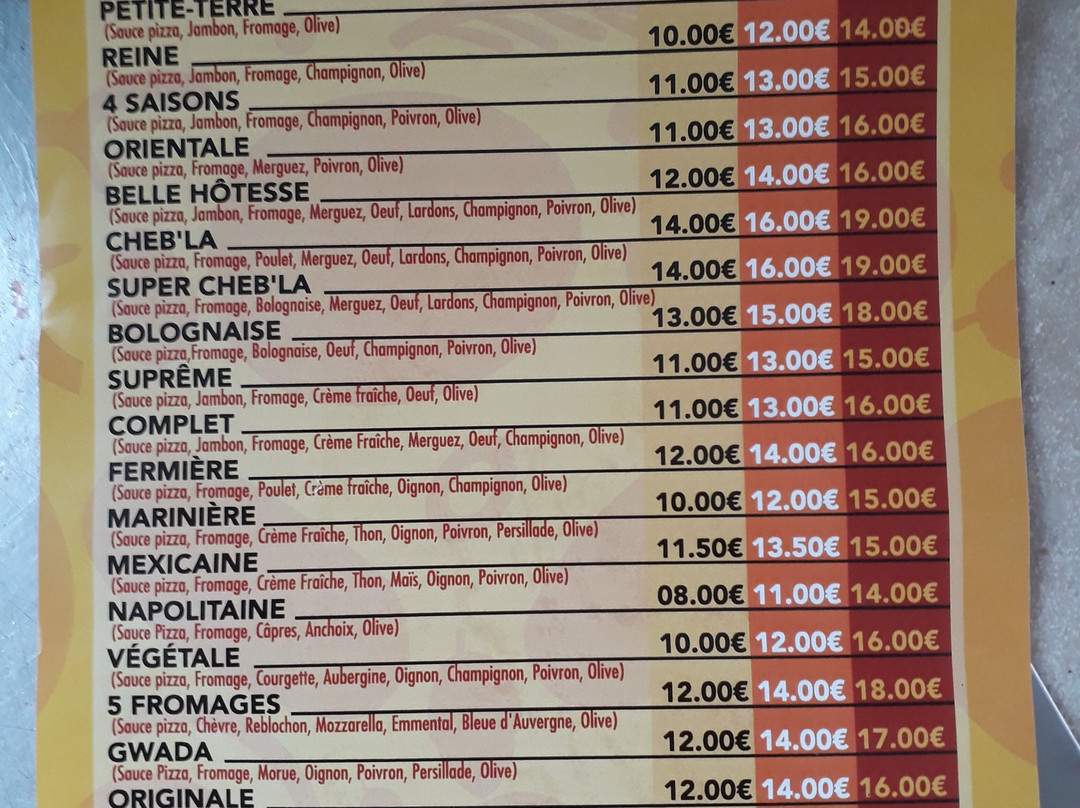 PETITE-TERRE
(Sauce pizza, Jambon, Fromage, Olive)
REINE 10.00€ 12.00€ 14.00€
(Sauce pizza, Jambon, Fromage, Champignon, Olive)
4 SAISONS 11.00€ 13.00€ 15.00€
(Sauce pizza, Jambon, Fromage, Champignon, Poivron, Olive)
ORIENTALE 11.00€ 13.00€ 16.00€
(Sauce pizza, Fromage, Merguez, Poivron, Olive)
BELLE HÔTESSE 12.00€ 14.00€ 16.00€
(Sauce pizza, Jambon, Fromage, Merguez, Oeuf, Lardons, Champignon, Poivron, Olive)
CHEB'LA 14.00€ 16.00€ 19.00€
(Sauce pizza, Fromage, Poulet, Merguez, Oeuf, Lardons, Champignon, Poivron, Olive)
SUPER CHEB'LA 14.00€ 16.00€ 19.00€
(Sauce pizza, Fromage, Bolognaise, Merguez, Oeuf, Lardons, Champignon, Poivron, Olive)
BOLOGNAISE 13.00€ 15.00€ 18.00€
(Sauce pizza,Fromage, Bolognaise, Oeuf, Champignon, Poivron, Olive)
SUPRÊME 11.00€ 13.00€ 15.00€
(Sauce pizza, Jambon, Fromage, Crème fraîche, Oeuf, Olive)
COMPLET 11.00€ 13.00€ 16.00€
(Sauce pizza, Jambon, Fromage, Crème Fraîche, Merguez, Oeuf, Champignon, Olive)
FERMIÈRE 12.00€ 14.00€ 16.00€
(Sauce pizza, Fromage, Poulet, Crème fraîche, Oignon, Champignon, Olive)
MARINIÈRE 10.00€ 12.00€ 15.00€
(Sauce pizza, Fromage, Crème Fraîche, Thon, Oignon, Poivron, Persillade, Olive)
MEXICAINE 11.50€ 13.50€ 15.00€
(Sauce pizza, Fromage, Crème Fraîche, Thon, Maïs, Oignon, Poivron, Olive)
NAPOLITAINE 08.00€ 11.00€ 14.00€
(Sauce Pizza, Fromage, Câpres, Anchoix, Olive)
VÉGÉTALE 10.00€ 12.00€ 16.00€
(Sauce pizza, Fromage, Courgette, Aubergine, Oignon, Champignon, Poivron, Olive)
5 FROMAGES 12.00€ 14.00€ 18.00€
(Sauce pizza, Chèvre, Reblochon, Mozzarella, Emmental, Bleue d'Auvergne, Olive)
GWADA 12.00€ 14.00€ 17.00€
(Sauce Pizza, Fromage, Morue, Oignon, Poivron, Persillade, Olive)
ORIGINALE 12.00€ 14.00€ 16.00€